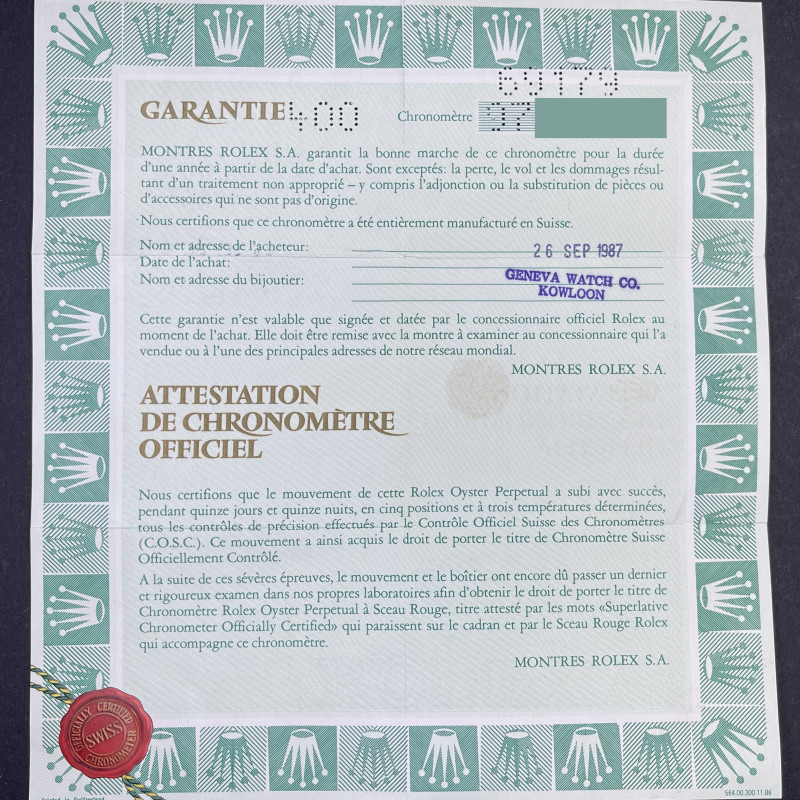 69179
GARANTIE 400 Chronomètre 97
MONTRES ROLEX S.A. garantit la bonne marche de ce chronomètre pour la durée
d'une année à partir de la date d'achat. Sont exceptés: la perte, le vol et les dommages résul-
tant d'un traitement non approprié – y compris l'adjonction ou la substitution de pièces ou
d'accessoires qui ne sont pas d'origine.
Nous certifions que ce chronomètre a été entièrement manufacturé en Suisse.
Nom et adresse de l'acheteur:
Date de l'achat: 26 SEP 1987
Nom et adresse du bijoutier: GENEVA WATCH CO.
KOWLOON
Cette garantie n'est valable que signée et datée par le concessionnaire officiel Rolex au
moment de l'achat. Elle doit être remise avec la montre à examiner au concessionnaire qui l'a
vendue ou à l'une des principales adresses de notre réseau mondial.
MONTRES ROLEX S.A.
ATTESTATION
DE CHRONOMÈTRE
OFFICIEL
Nous certifions que le mouvement de cette Rolex Oyster Perpetual a subi avec succès,
pendant quinze jours et quinze nuits, en cinq positions et à trois températures déterminées,
tous les contrôles de précision effectués par le Contrôle Officiel Suisse des Chronomètres
(C.O.S.C.). Ce mouvement a ainsi acquis le droit de porter le titre de Chronomètre Suisse
Officiellement Contrôlé.
A la suite de ces sévères épreuves, le mouvement et le boîtier ont encore dû passer un dernier
et rigoureux examen dans nos propres laboratoires afin d'obtenir le droit de porter le titre de
Chronomètre Rolex Oyster Perpetual à Sceau Rouge, titre attesté par les mots «Superlative
Chronometer Officially Certified» qui paraissent sur le cadran et par le Sceau Rouge Rolex
qui accompagne ce chronomètre.
MONTRES ROLEX S.A.
OFFICIALLY CERTIFIED
SWISS
CHRONOMETER
Printed in Switzerland
564.00.300.11.86